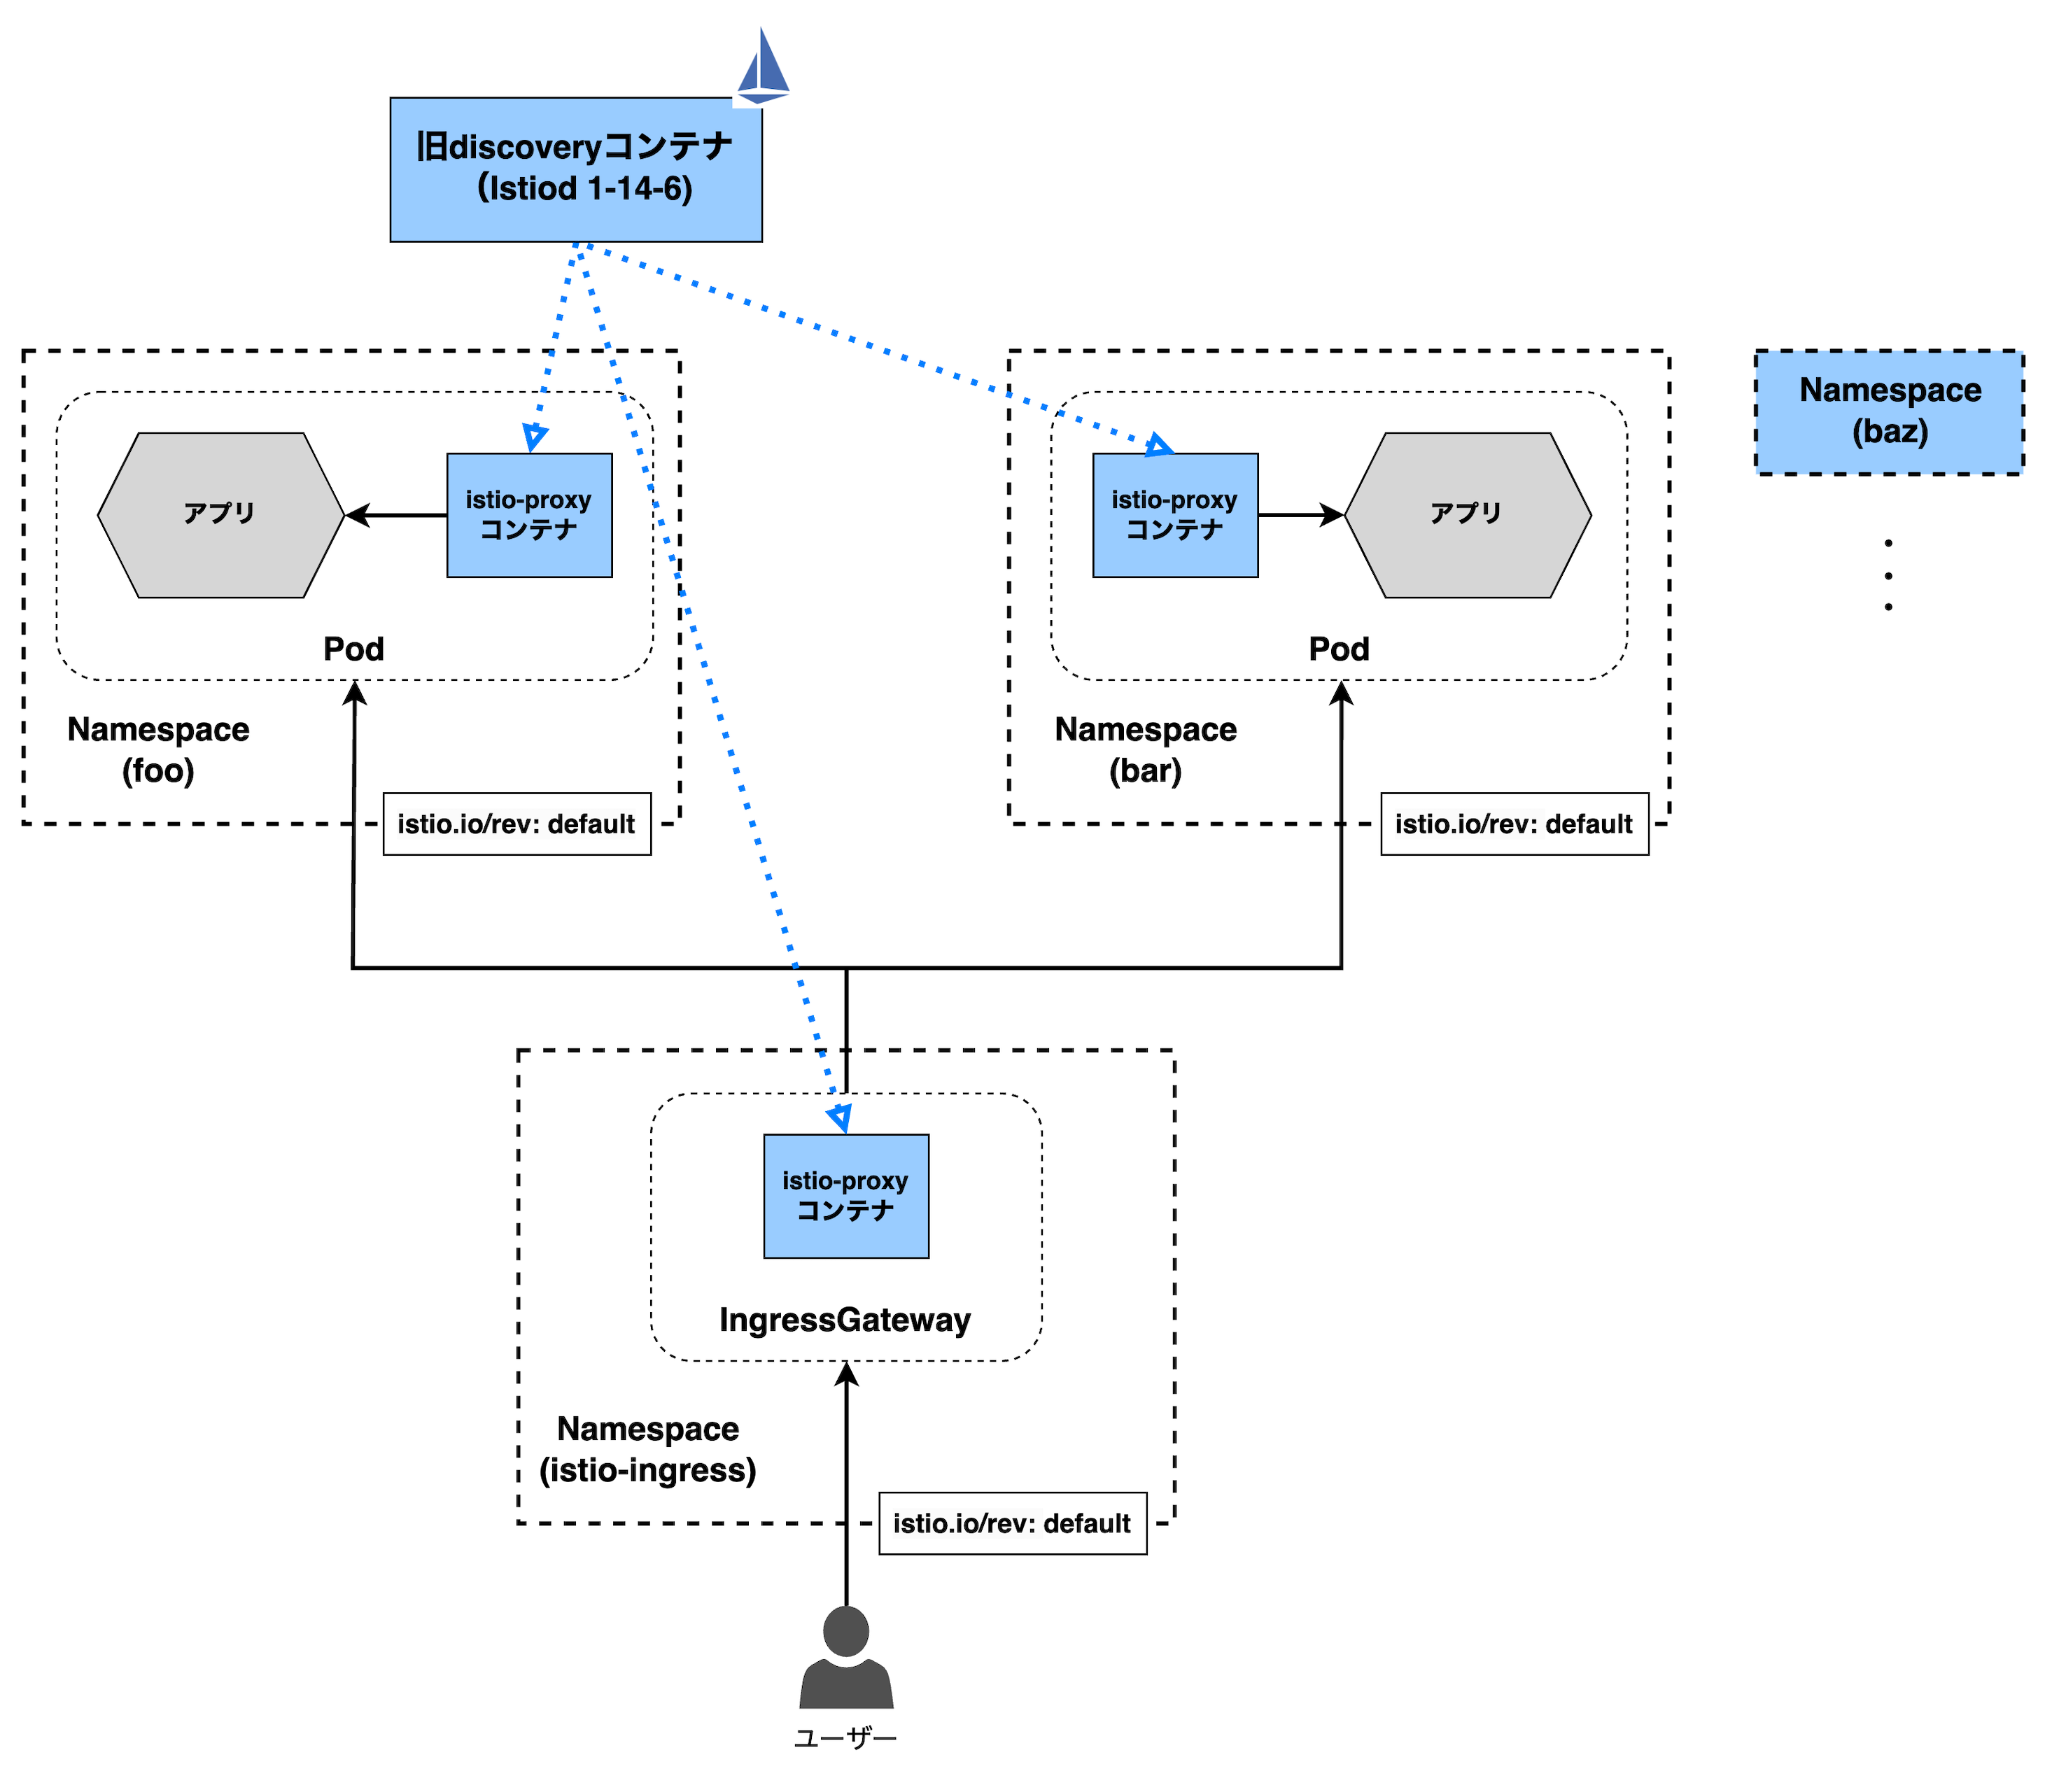 旧discoveryコンテナ
(Istiod 1-14-6)
アプリ
istio-proxy
コンテナ
Pod
Namespace
(foo)
istio.io/rev: default
istio-proxy
コンテナ
アプリ
Pod
Namespace
(bar)
istio.io/rev: default
Namespace
(baz)
istio-proxy
コンテナ
IngressGateway
Namespace
(istio-ingress)
istio.io/rev: default
ユーザー